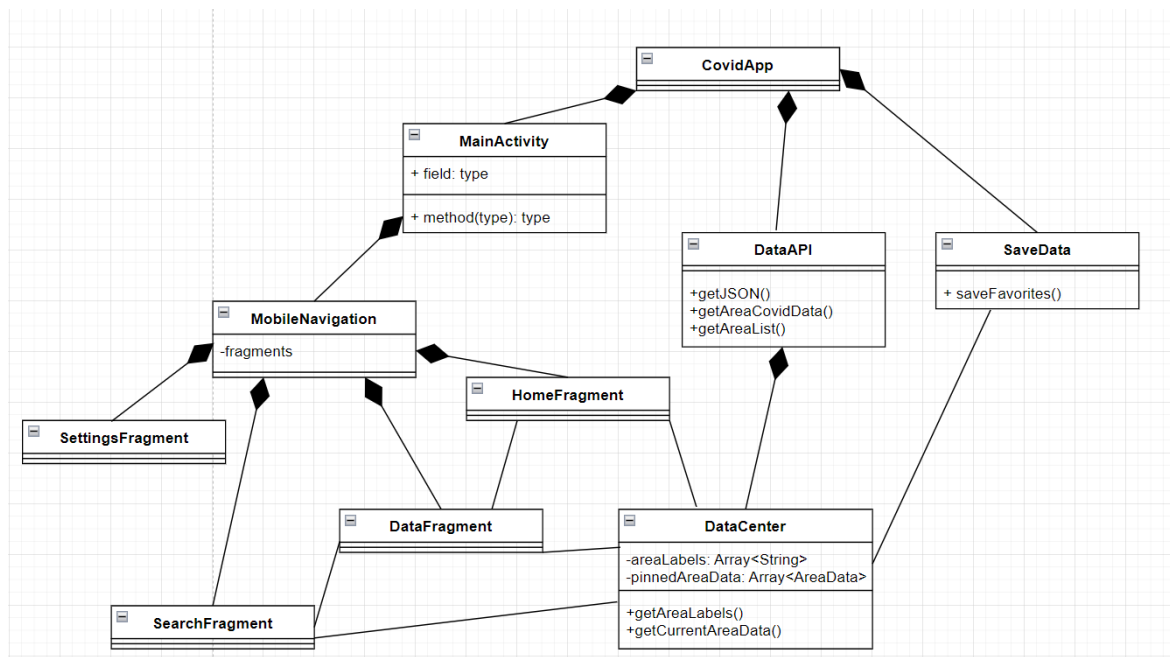 CovidApp
MainActivity
+ field: type
+ method(type): type
DataAPI
+getJSON()
+getAreaCovidData()
+getAreaList()
SaveData
+ saveFavorites()
MobileNavigation
-fragments
HomeFragment
SettingsFragment
DataFragment
DataCenter
-areaLabels: Array<String>
-pinnedAreaData: Array<AreaData>
+getAreaLabels()
+getCurrentAreaData()
SearchFragment